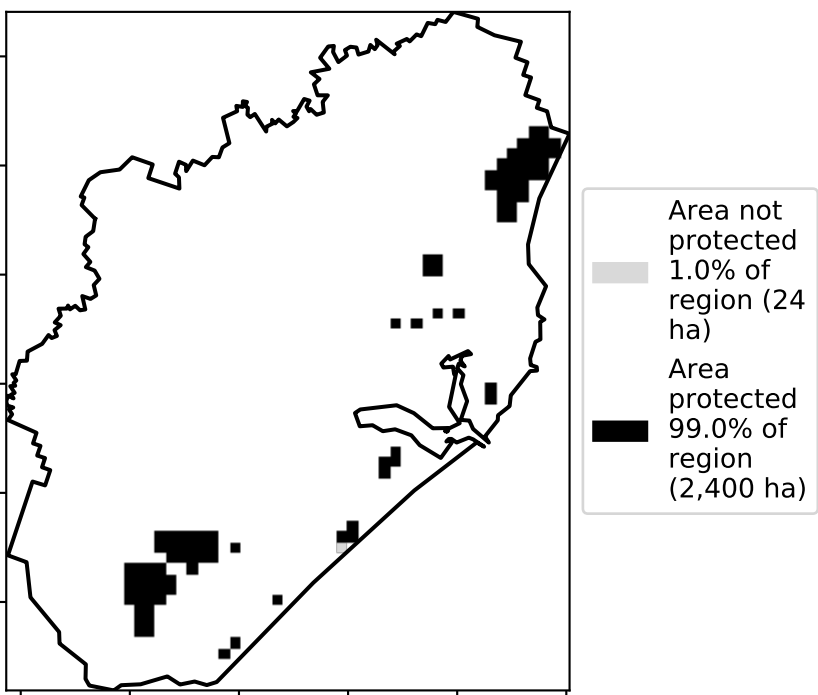 Area not
protected
1.0% of
region (24
ha)
Area
protected
99.0% of
region
(2,400 ha)